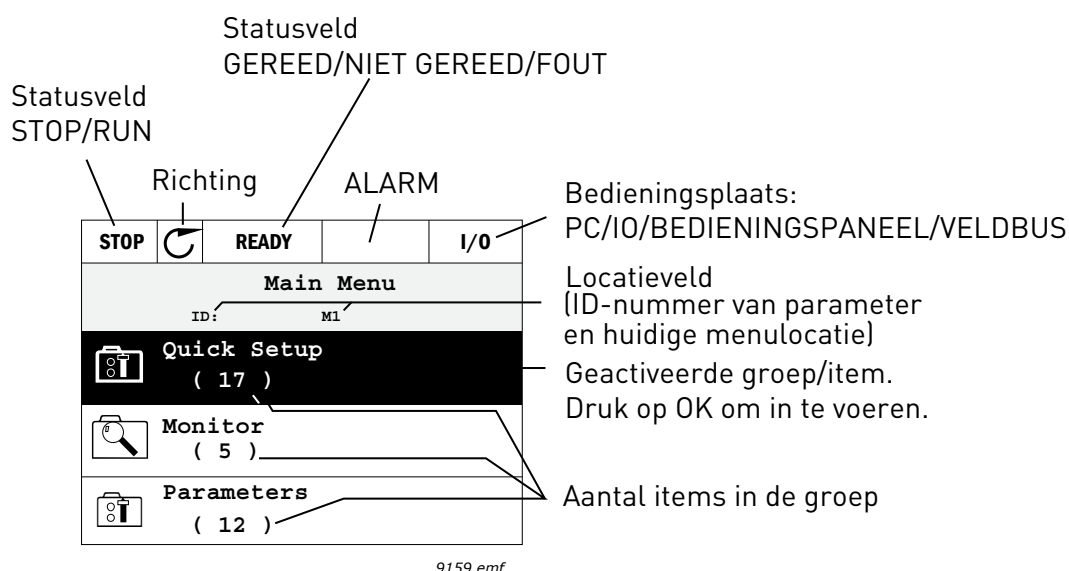 Statusveld
GEREED/NIET GEREED/FOUT
Statusveld
STOP/RUN
Richting
ALARM
Bedieningsplaats:
PC/IO/BEDIENINGSPANEEL/VELDBUS
STOP
READY
I/O
Main Menu
ID:
M1
Locatieveld
(ID-nummer van parameter
en huidige menulocatie)
Quick Setup
( 17 )
Geactiveerde groep/item.
Druk op OK om in te voeren.
Monitor
( 5 )
Parameters
( 12 )
Aantal items in de groep
9159.emf